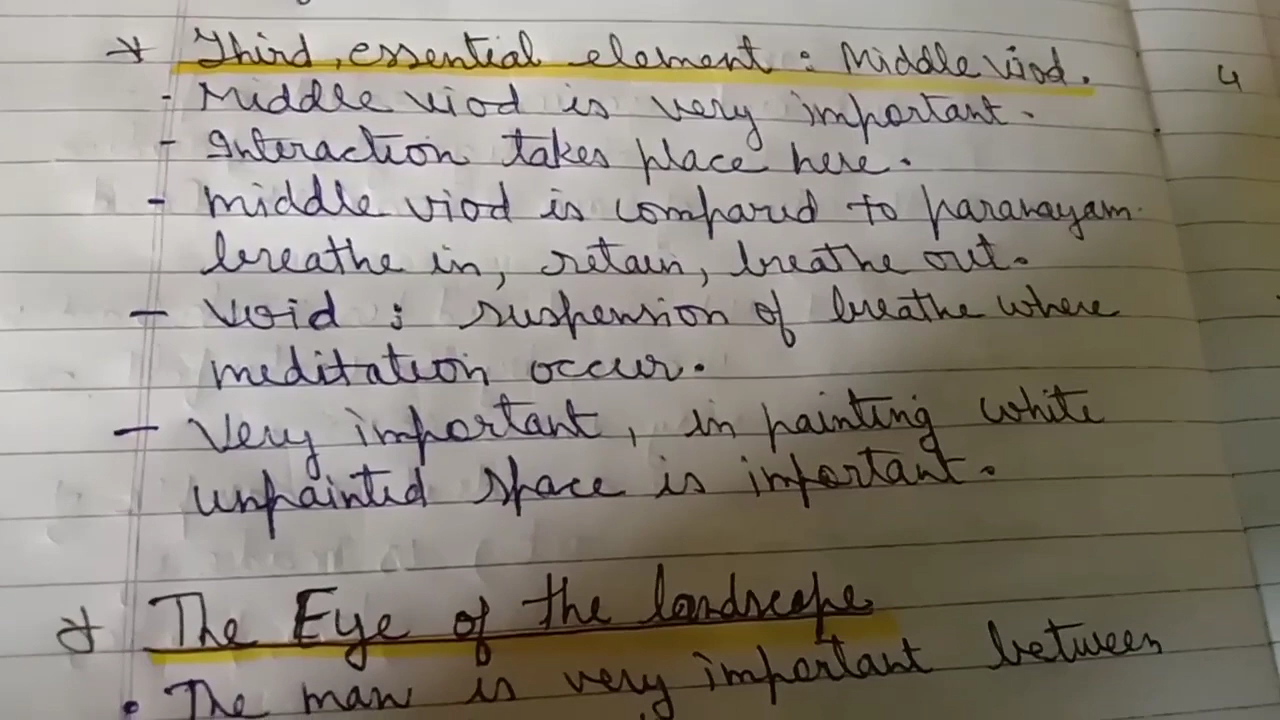 * Third, essential element : Middle viod.
- Middle viod is very important.
- Interaction takes place here.
- middle viod is compared to paranayam
breathe in, retain, breathe out.
- Void : suspension of breathe where
meditation occur.
- Very important, in painting white
unpainted space is important.
* The Eye of the landscape
• The man is very important between
4